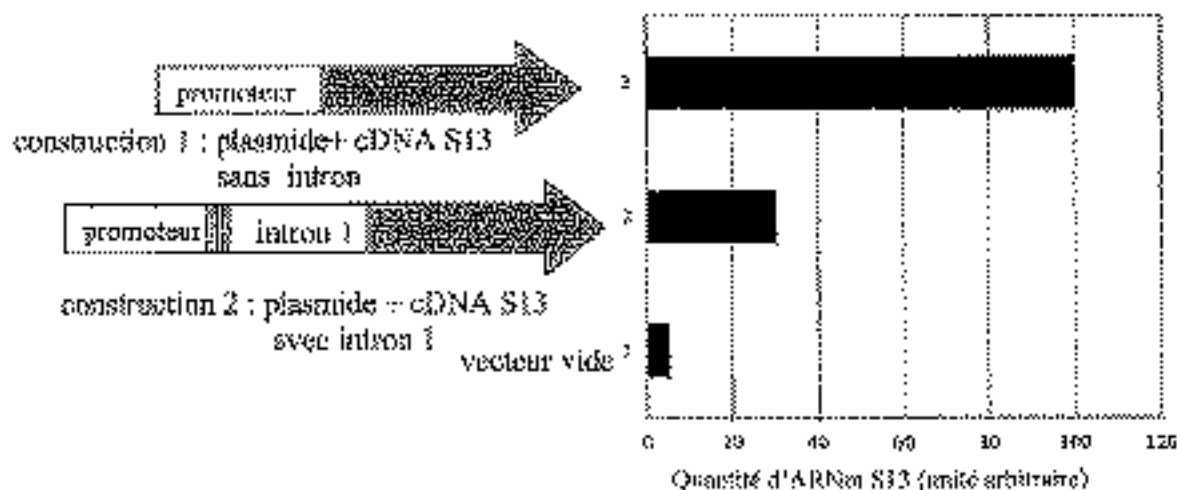 promoteur
construction 1 : plasmide+ cDNA S13
sans intron
promoteur intron 1
construction 2 : plasmide + cDNA S13
avec intron 1
vecteur vide
0 20 40 60 80 100 120
Quantité d'ARNm S13 (unité arbitraire)